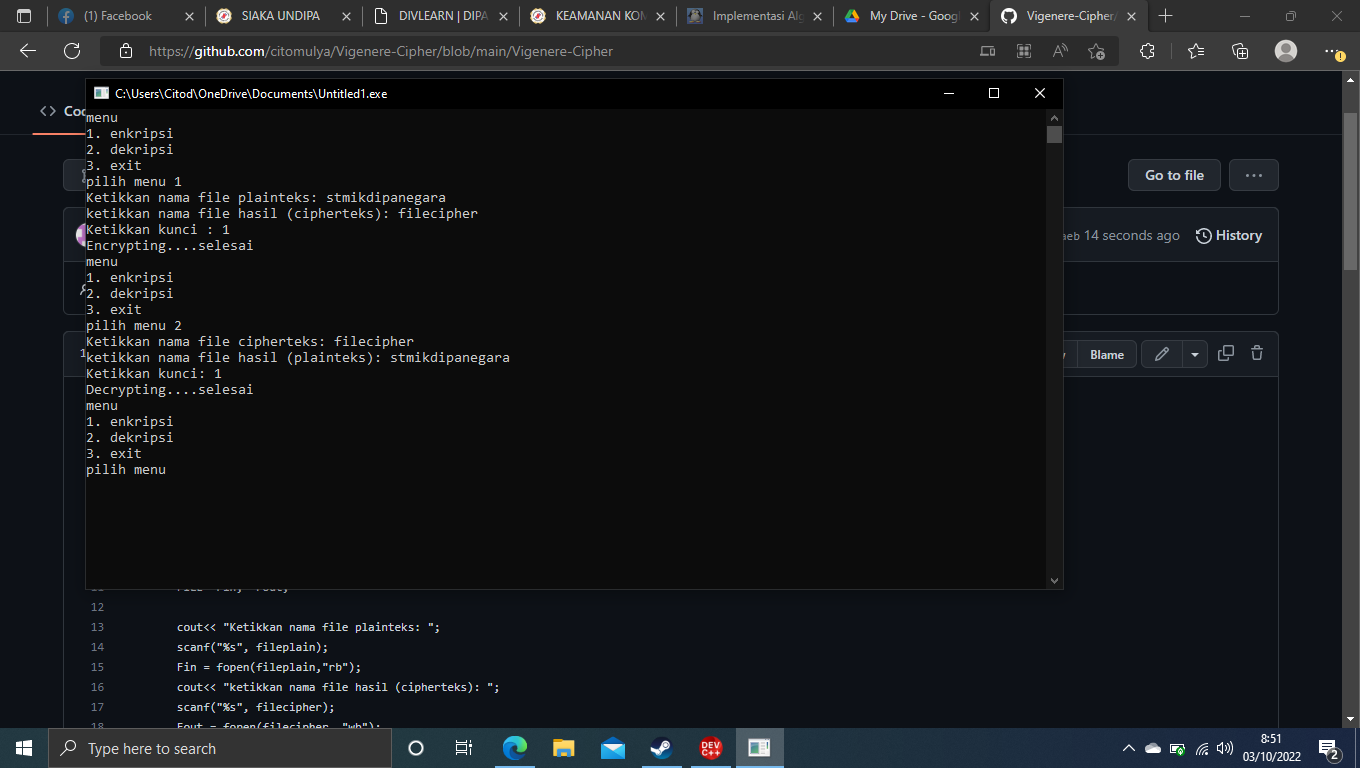 (1) Facebook
SIAKA UNDIPA
DIVLEARN | DIPA
KEAMANAN KOM
Implementasi Alg
My Drive - Goog
Vigenere-Cipher/
https://github.com/citomulya/Vigenere-Cipher/blob/main/Vigenere-Cipher
C:\Users\Citod\OneDrive\Documents\Untitled1.exe
menu
1. enkripsi
2. dekripsi
3. exit
pilih menu 1
Ketikkan nama file plainteks: stmikdipanegara
ketikkan nama file hasil (cipherteks): filecipher
Ketikkan kunci : 1
Encrypting....selesai
menu
1. enkripsi
2. dekripsi
3. exit
pilih menu 2
Ketikkan nama file cipherteks: filecipher
ketikkan nama file hasil (plainteks): stmikdipanegara
Ketikkan kunci: 1
Decrypting....selesai
menu
1. enkripsi
2. dekripsi
3. exit
pilih menu
Go to file
aeb 14 seconds ago
History
Blame
12
13 cout<< "Ketikkan nama file plainteks: ";
14 scanf("%s", fileplain);
15 Fin = fopen(fileplain,"rb");
16 cout<< "ketikkan nama file hasil (cipherteks): ";
17 scanf("%s", filecipher);
18 Fout = fopen(filecipher, "wb");
Type here to search
DEV C++
8:51
03/10/2022
2